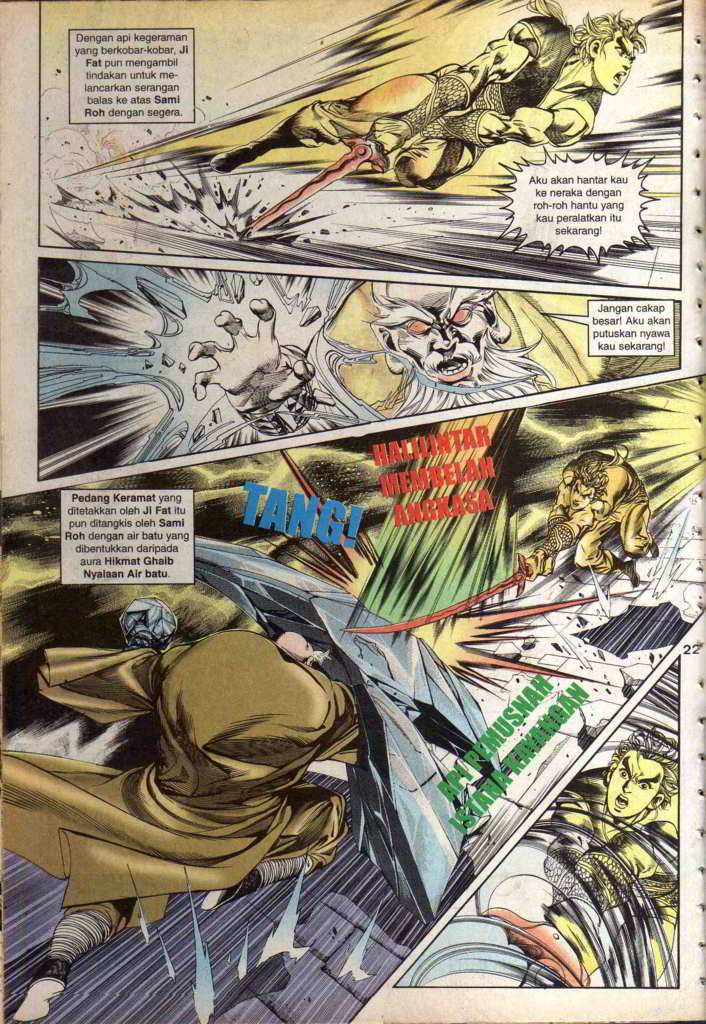 Dengan api kegeraman
yang berkobar-kobar, Ji
Fat pun mengambil
tindakan untuk me-
lancarkan serangan
balas ke atas Sami
Roh dengan segera.
Aku akan hantar kau
ke neraka dengan
roh-roh hantu yang
kau peralatkan itu
sekarang!
Jangan cakap
besar! Aku akan
putuskan nyawa
kau sekarang!
HALILINTAR
MEMBELAH
ANGKASA
TANG!
Pedang Keramat yang
ditetakkan oleh Ji Fat itu
pun ditangkis oleh Sami
Roh dengan air batu yang
dibentukkan daripada
aura Hikmat Ghaib
Nyalaan Air batu.
22
API PEMUSNAH
ISTANA